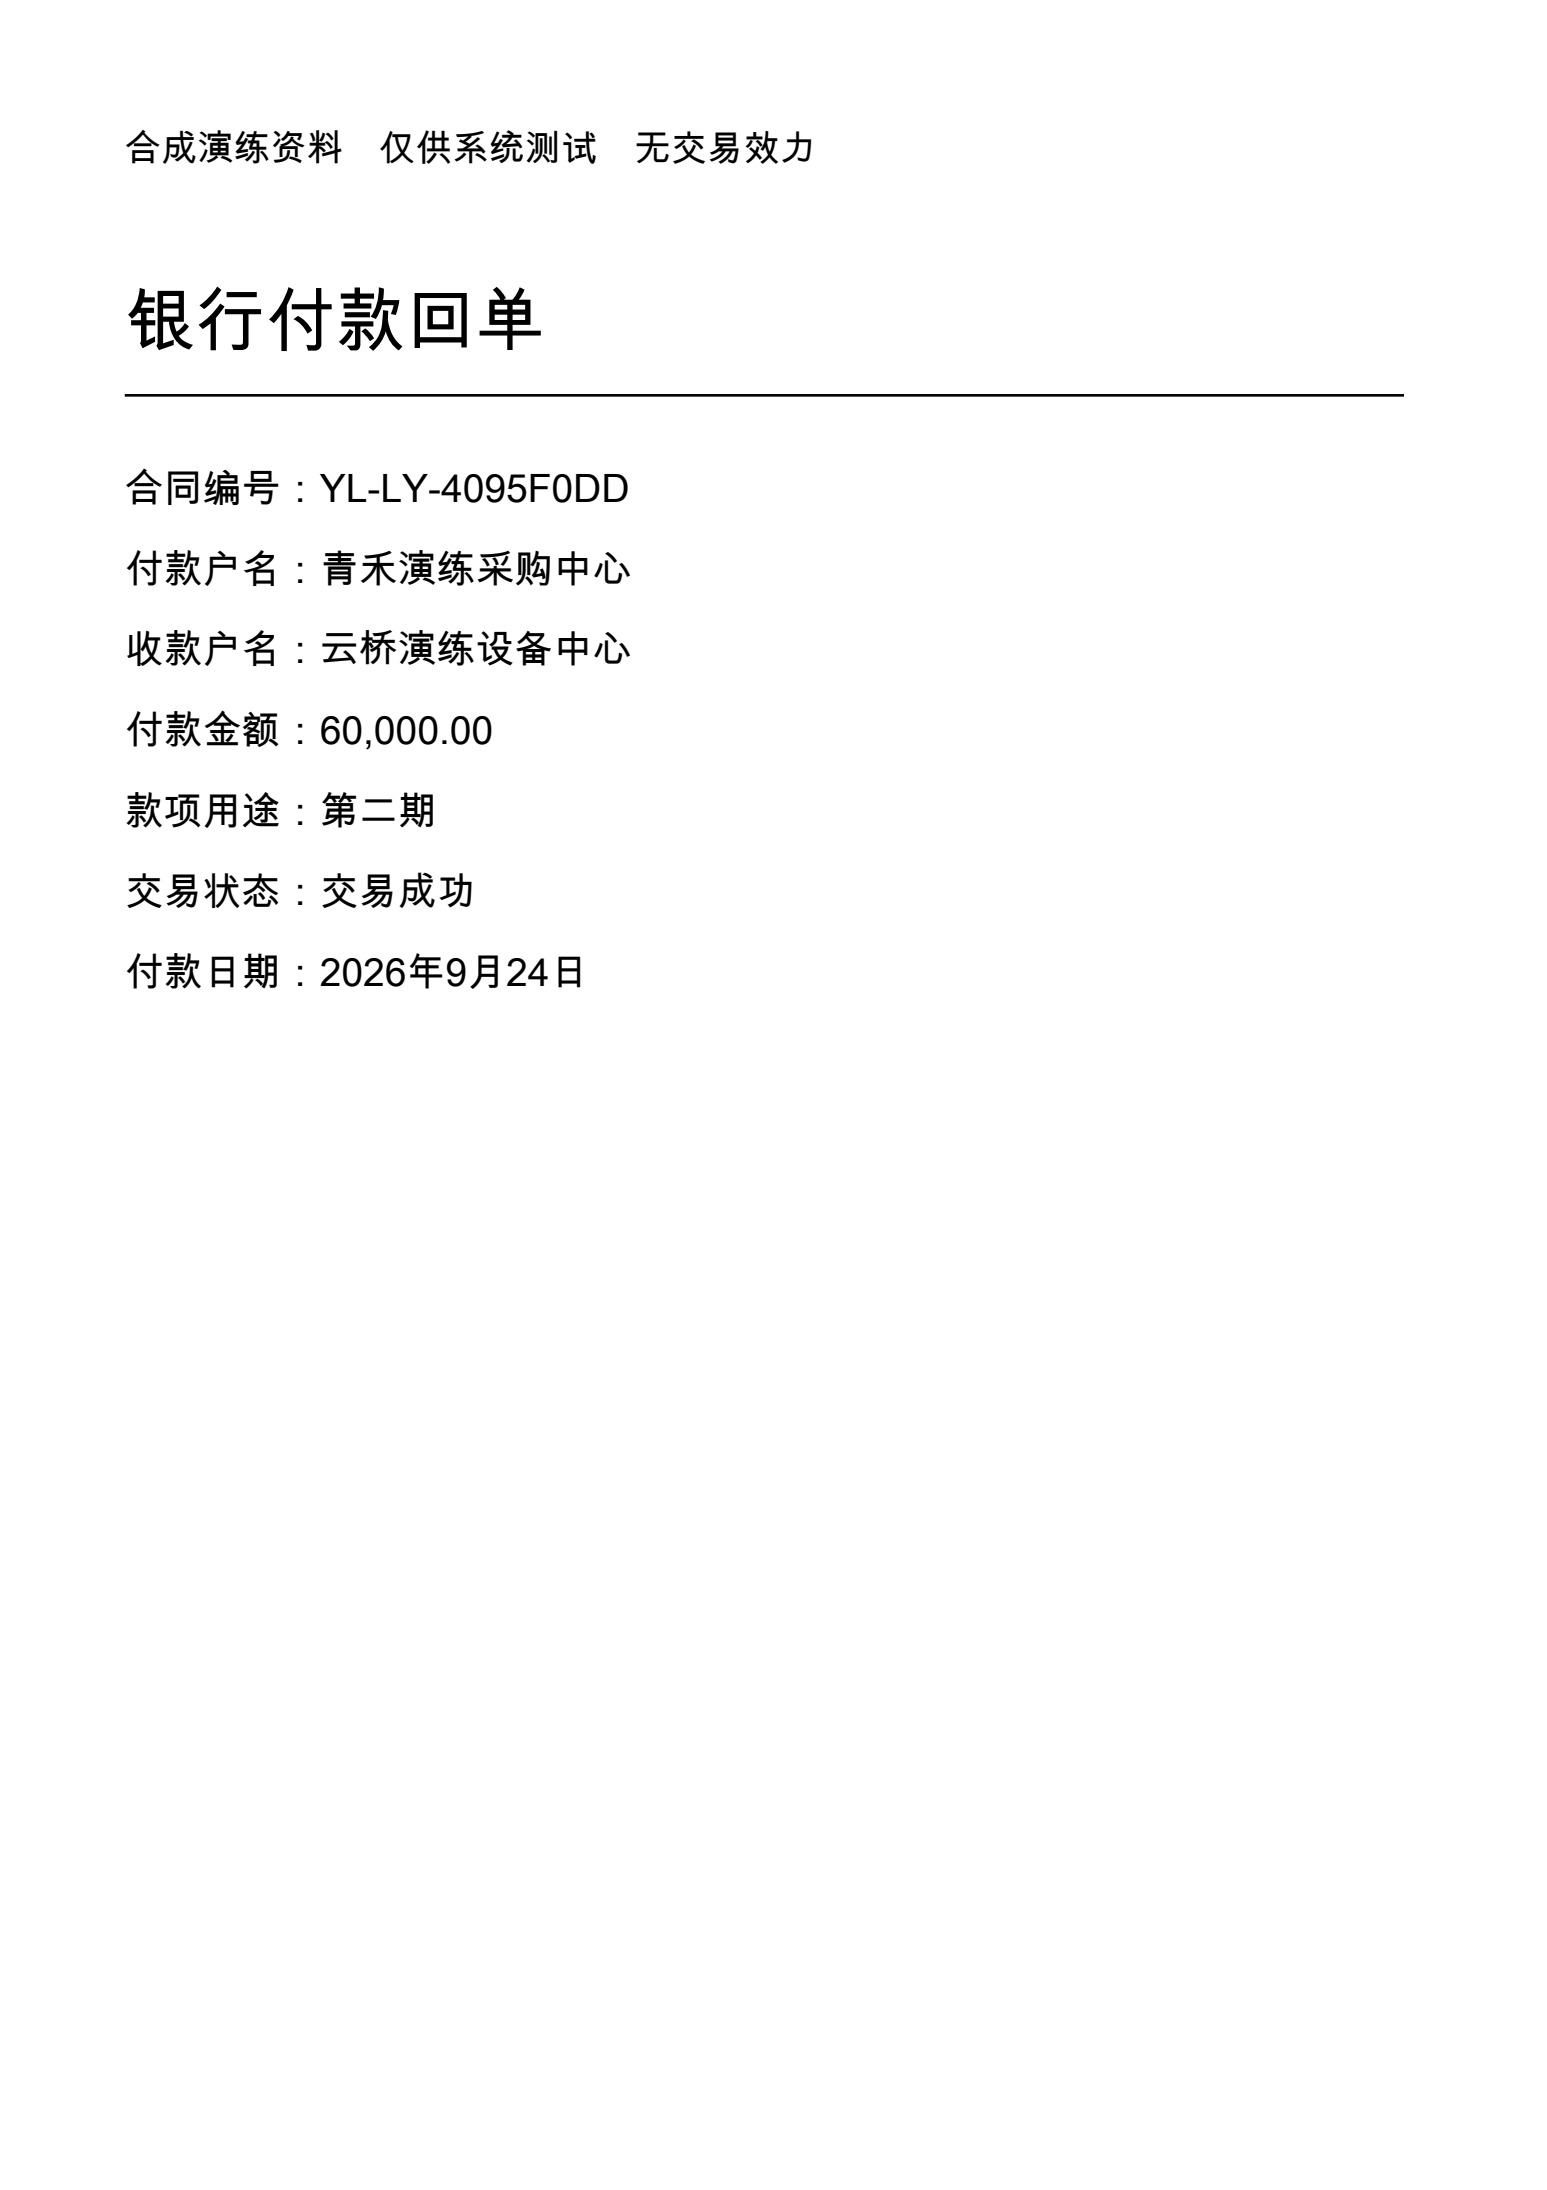 合成演练资料　仅供系统测试　无交易效力
银行付款回单
合同编号：YL-LY-4095F0DD
付款户名：青禾演练采购中心
收款户名：云桥演练设备中心
付款金额：60,000.00
款项用途：第二期
交易状态：交易成功
付款日期：2026年9月24日